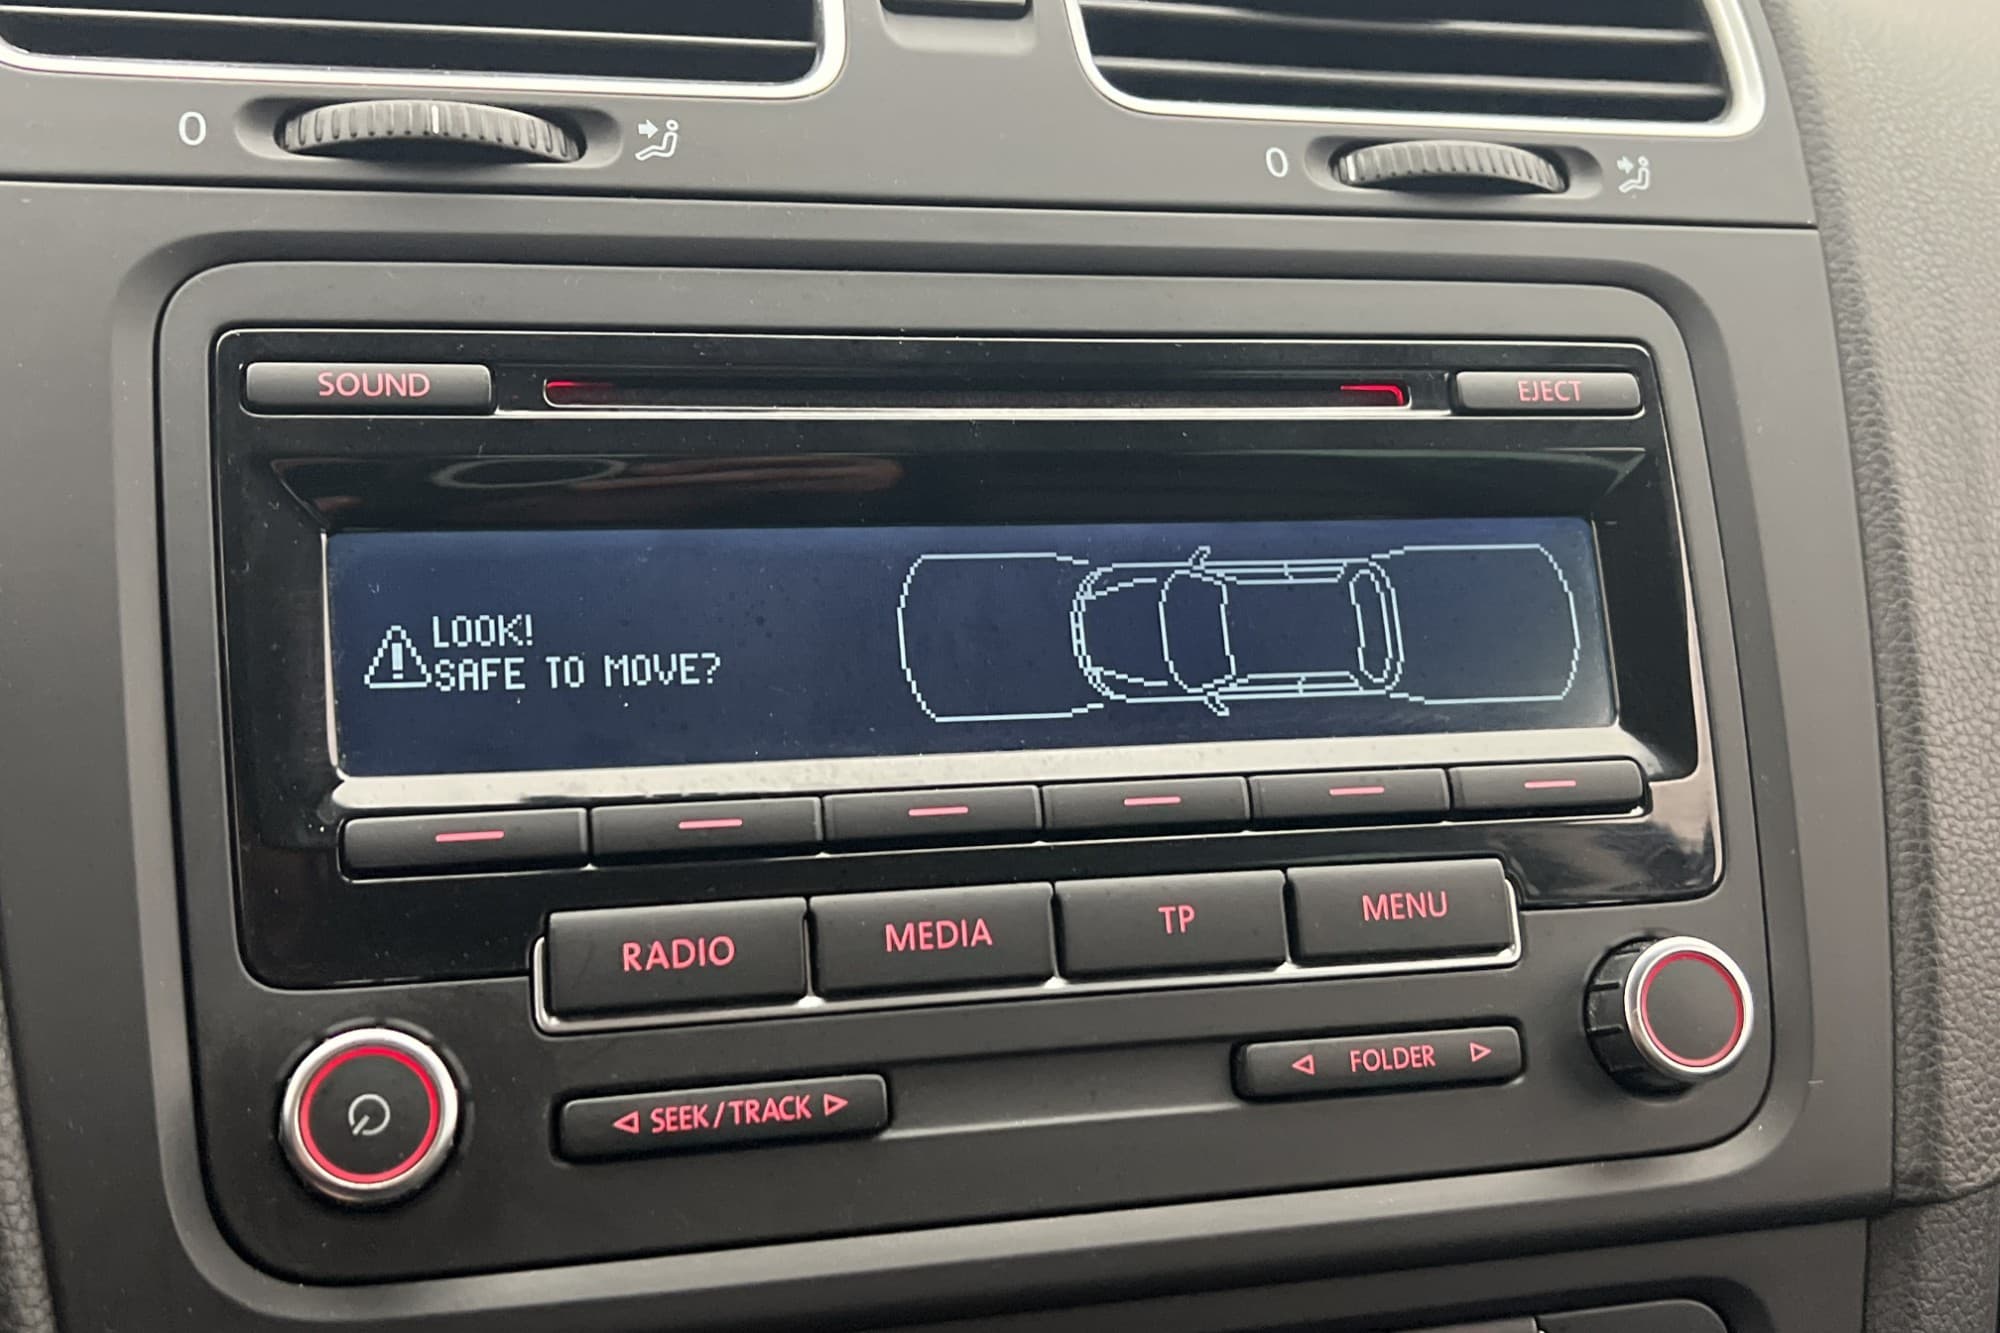 0
0
SOUND
EJECT
LOOK!
SAFE TO MOVE?
RADIO
MEDIA
TP
MENU
SEEK/TRACK
FOLDER